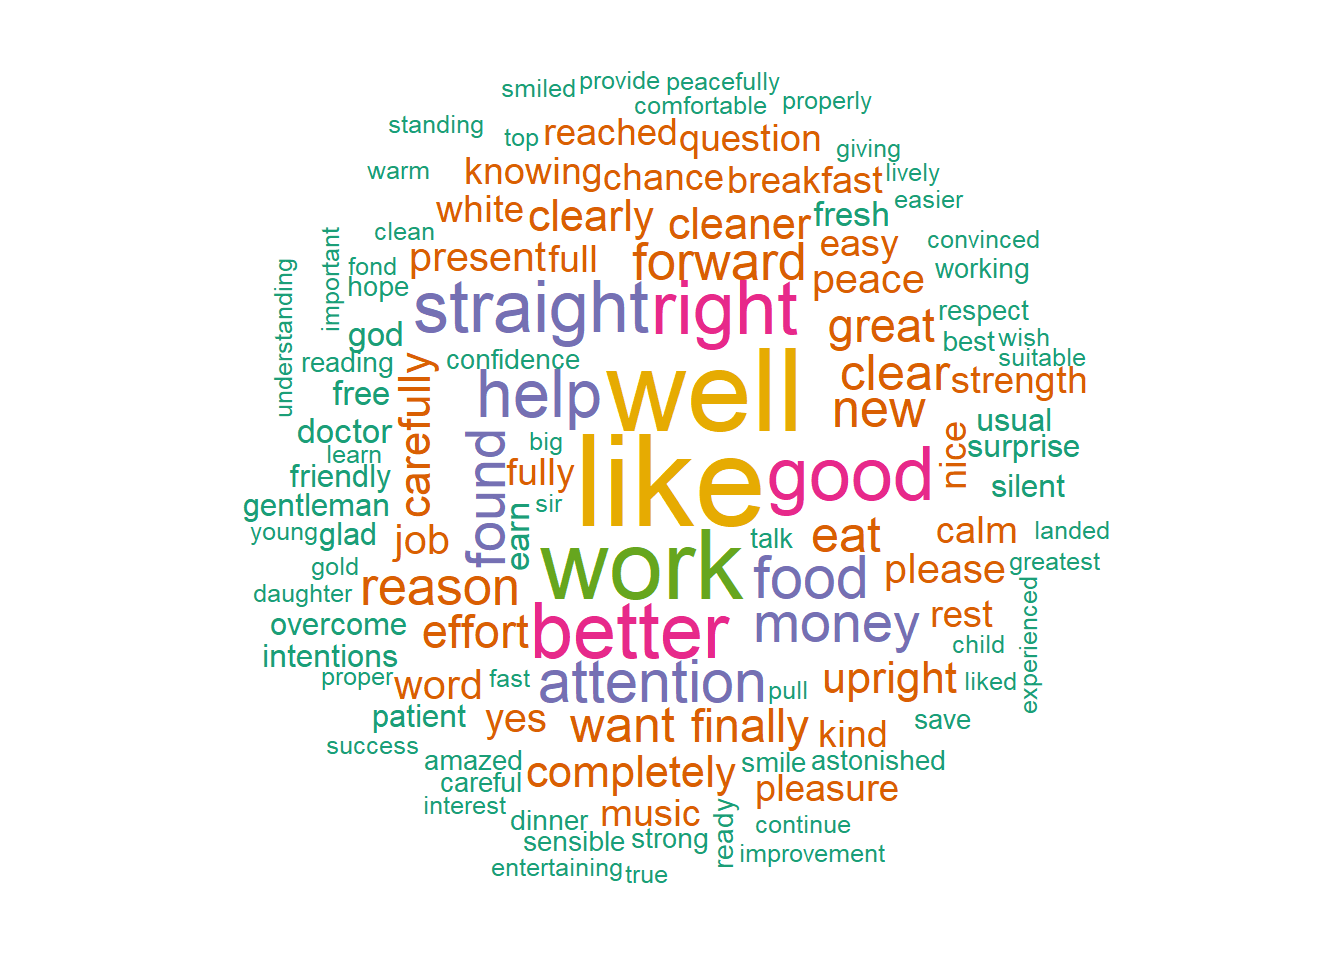 smiled provide peacefully
comfortable properly
standing top reached question giving
warm knowing chance breakfast lively
easier
white clearly cleaner fresh
clean present full forward easy convinced
important fond peace working
understanding hope straight right great respect
god best wish
reading confidence clear suitable
strength
free carefully help well new usual
doctor big nice surprise
learn found fully like good silent
friendly
gentleman sir
young glad job earn work talk eat calm landed
gold food please greatest
daughter reason
overcome effort better money rest experienced
intentions child
proper word fast attention pull upright liked
patient yes want finally kind save
success
amazed completely smile astonished
careful pleasure
interest dinner music ready continue
sensible strong improvement
entertaining true